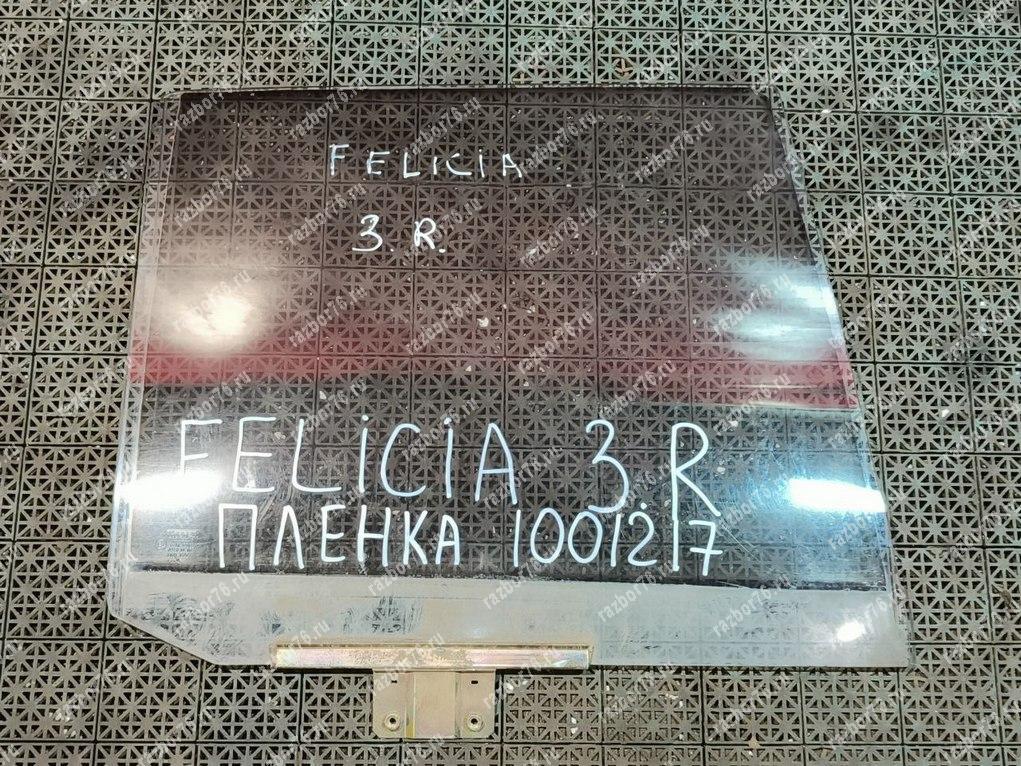 FELICIA
3. R.
FELICIA 3.R
ПЛЕНКА 1001217
razbor76.ru